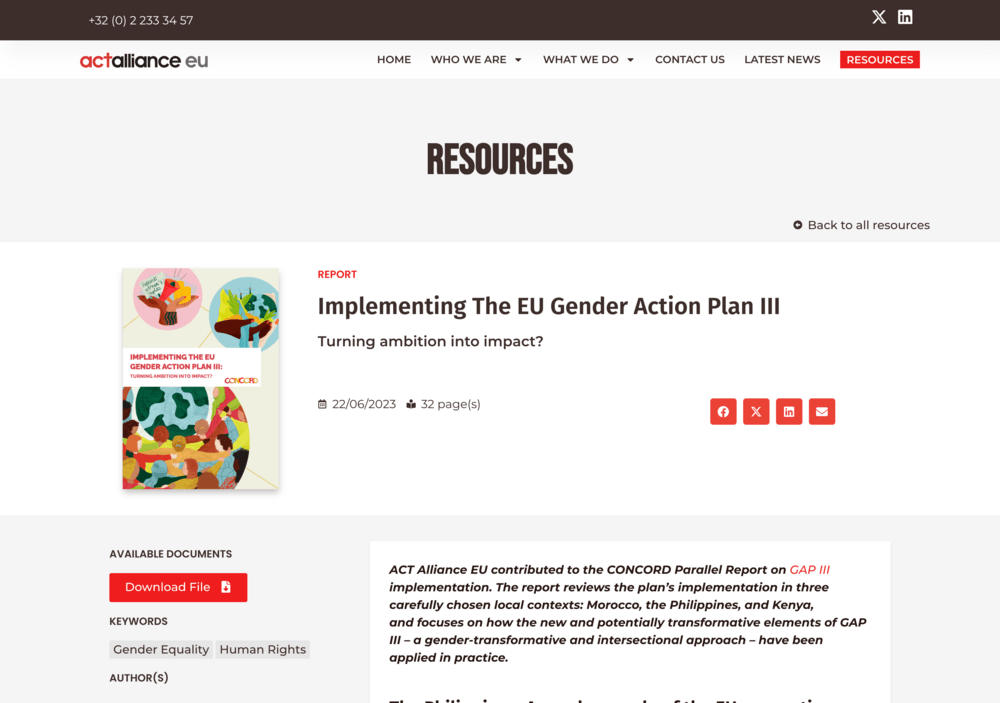 +32 (0) 2 233 34 57
actalliance eu
HOME WHO WE ARE WHAT WE DO CONTACT US LATEST NEWS RESOURCES
RESOURCES
Back to all resources
IMPLEMENTING THE EU
GENDER ACTION PLAN III:
TURNING AMBITION INTO IMPACT?
CONCORD
REPORT
Implementing The EU Gender Action Plan III
Turning ambition into impact?
22/06/2023 32 page(s)
AVAILABLE DOCUMENTS
Download File
KEYWORDS
Gender Equality Human Rights
AUTHOR(S)
ACT Alliance EU contributed to the CONCORD Parallel Report on GAP III
implementation. The report reviews the plan’s implementation in three
carefully chosen local contexts: Morocco, the Philippines, and Kenya,
and focuses on how the new and potentially transformative elements of GAP
III – a gender-transformative and intersectional approach – have been
applied in practice.